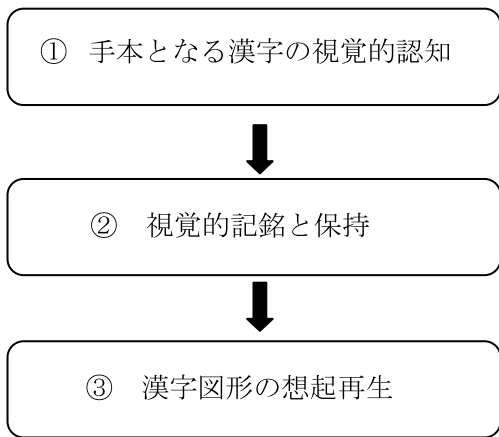 ① 手本となる漢字の視覚的認知
② 視覚的記銘と保持
③ 漢字図形の想起再生